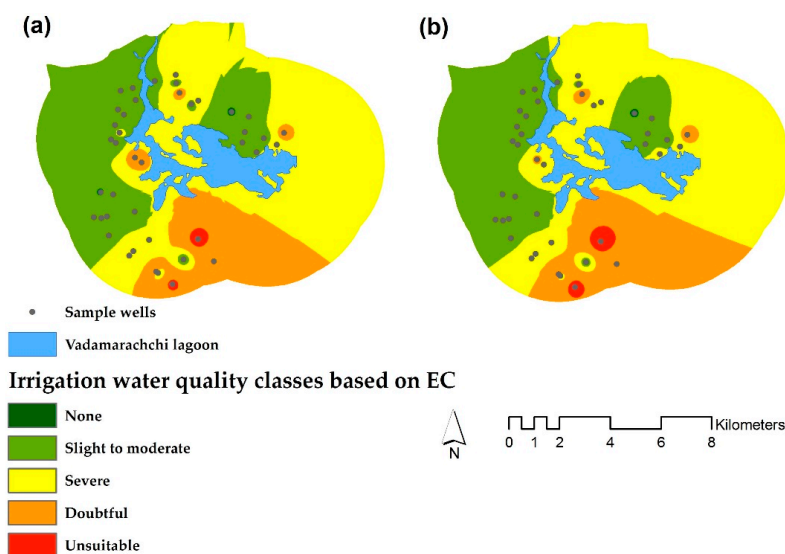 (a)
(b)
Sample wells
Vadamarachchi lagoon
Irrigation water quality classes based on EC
None
Slight to moderate
Severe
Doubtful
Unsuitable
N
Kilometers
0 1 2 4 6 8